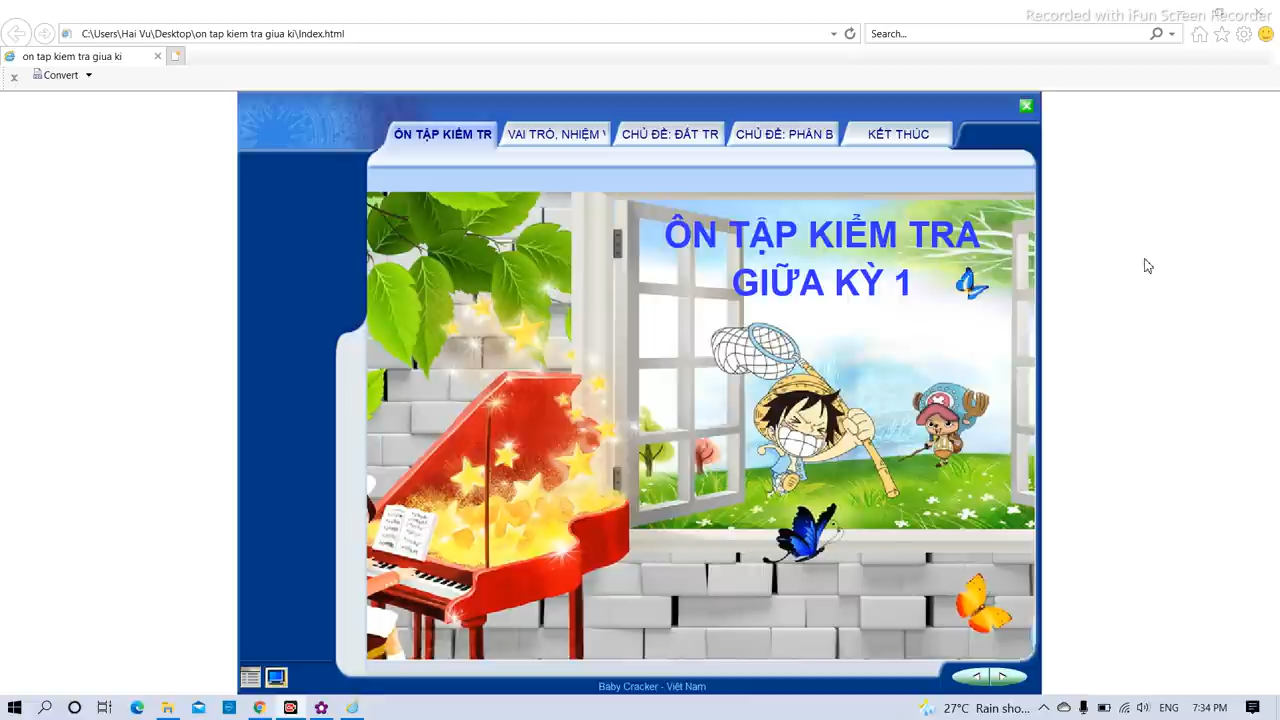 Recorded with iFun Screen Recorder
C:\Users\Hai Vu\Desktop\on tap kiem tra giua ki\Index.html
Search...
on tap kiem tra giua ki
x Convert
ÔN TẬP KIỂM TR
VAI TRÒ, NHIỆM V
CHỦ ĐỀ: ĐẤT TR
CHỦ ĐỀ: PHÂN B
KẾT THÚC
ÔN TẬP KIỂM TRA
GIỮA KỲ 1
Baby Cracker - Việt Nam
27°C Rain sho...
ENG
7:34 PM